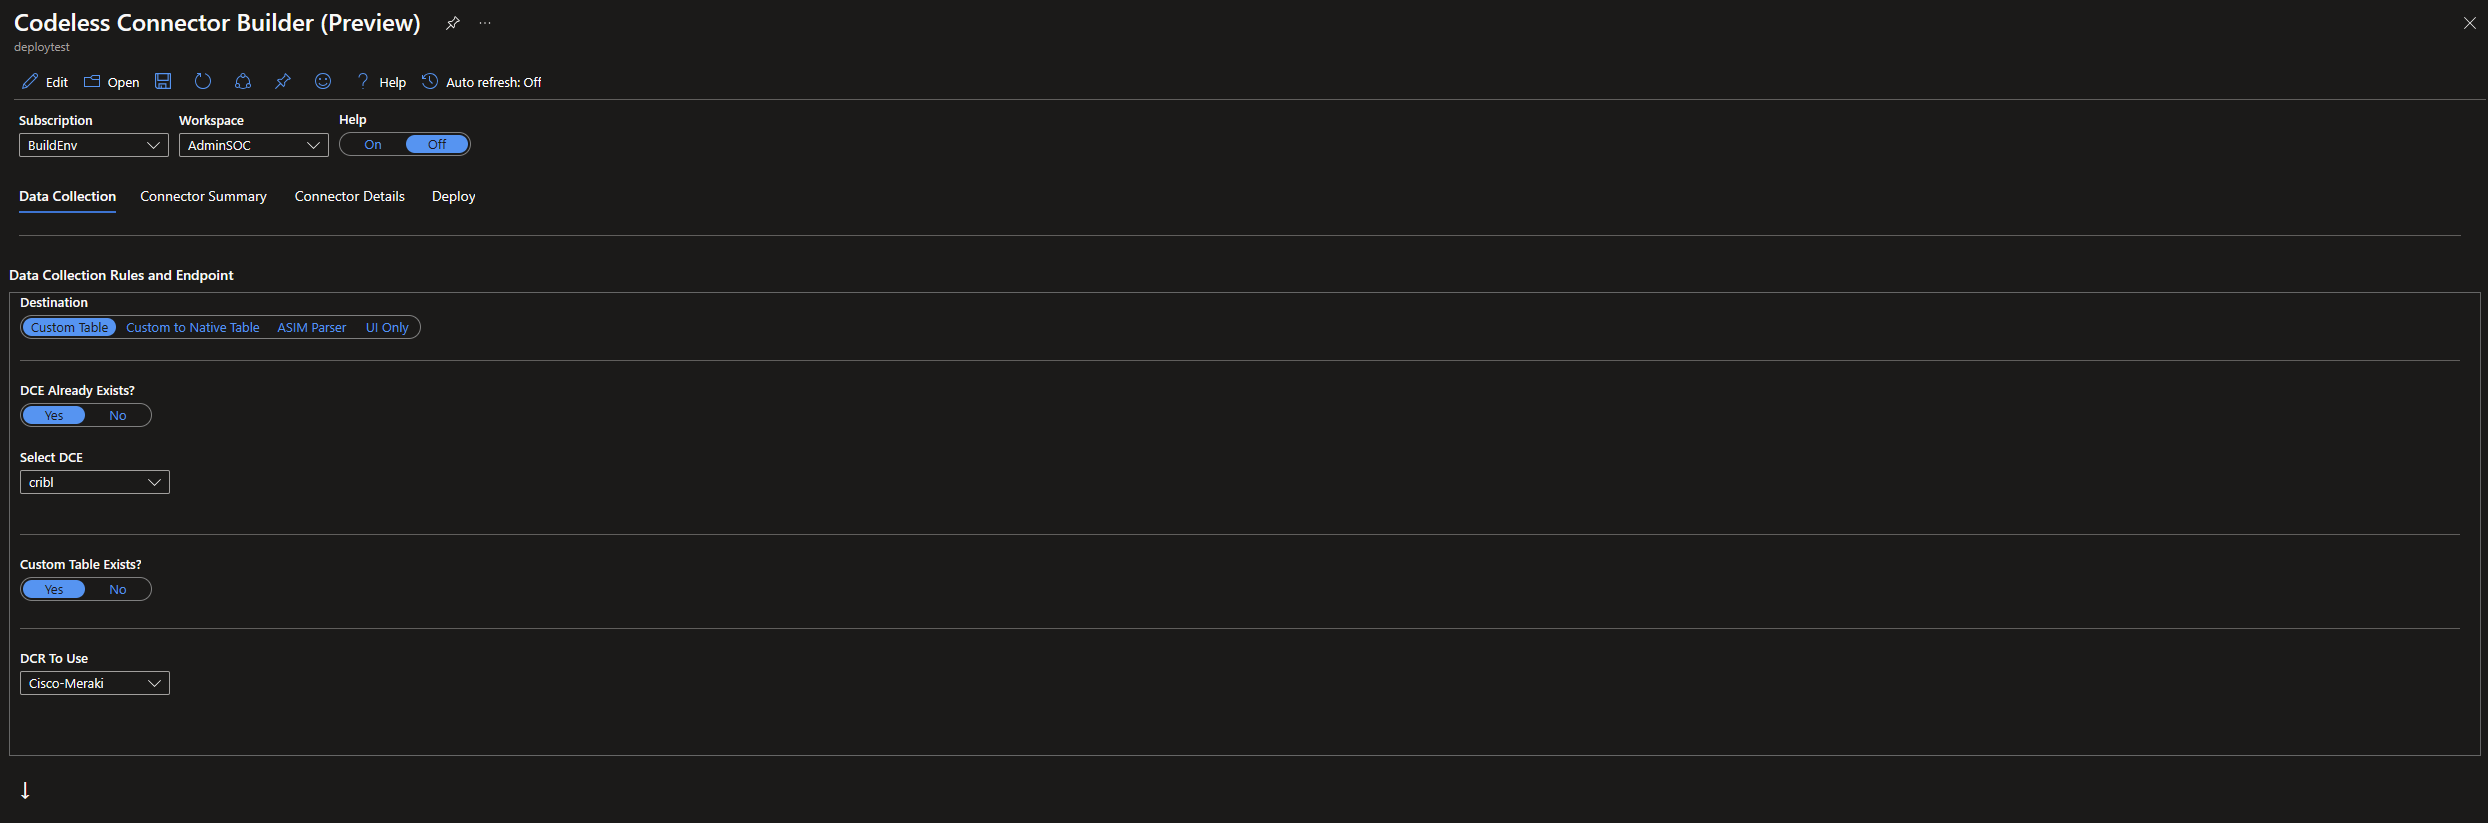 Codeless Connector Builder (Preview) ...
deploytest
Edit Open ? Help Auto refresh: Off
Subscription Workspace Help
BuildEnv AdminSOC On Off
Data Collection Connector Summary Connector Details Deploy
Data Collection Rules and Endpoint
Destination
Custom Table Custom to Native Table ASIM Parser UI Only
DCE Already Exists?
Yes No
Select DCE
cribl
Custom Table Exists?
Yes No
DCR To Use
Cisco-Meraki
↓